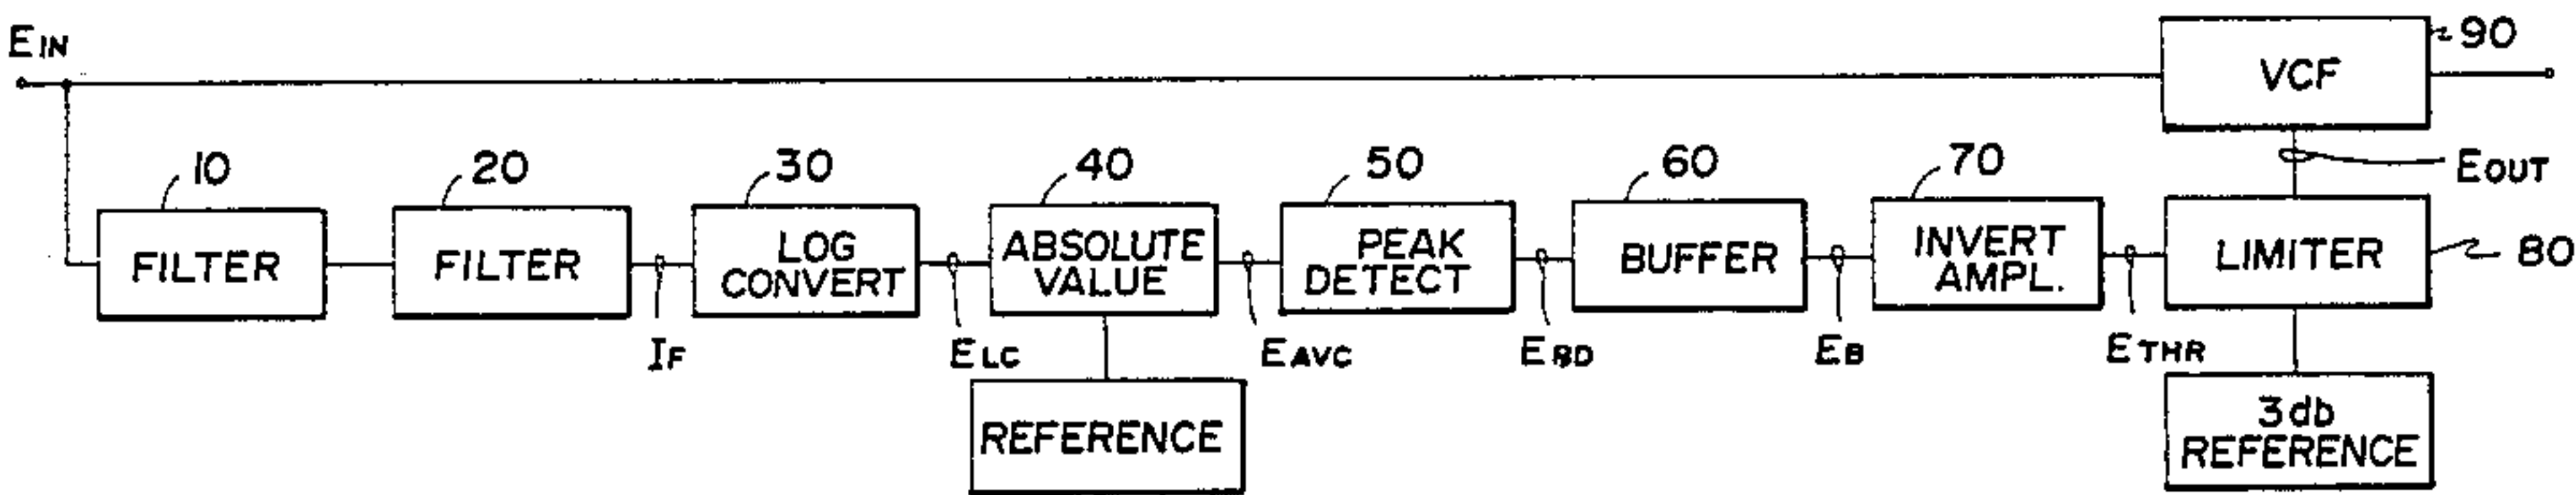 EIN
VCF
90
EOUT
10
20
30
40
50
60
70
FILTER
FILTER
LOG
CONVERT
ABSOLUTE
VALUE
PEAK
DETECT
BUFFER
INVERT
AMPL.
LIMITER
80
IF
ELC
EAVC
EB
ETHR
REFERENCE
3db
REFERENCE